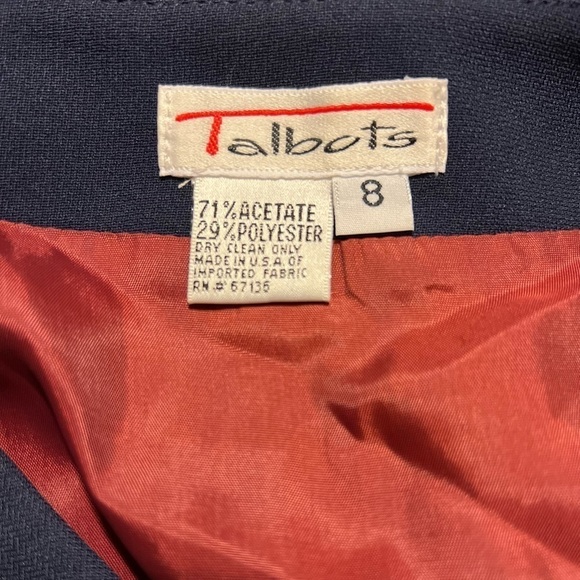 Talbots
8
71% ACETATE
29% POLYESTER
DRY CLEAN ONLY
MADE IN U.S.A. OF
IMPORTED FABRIC
RN # 67136